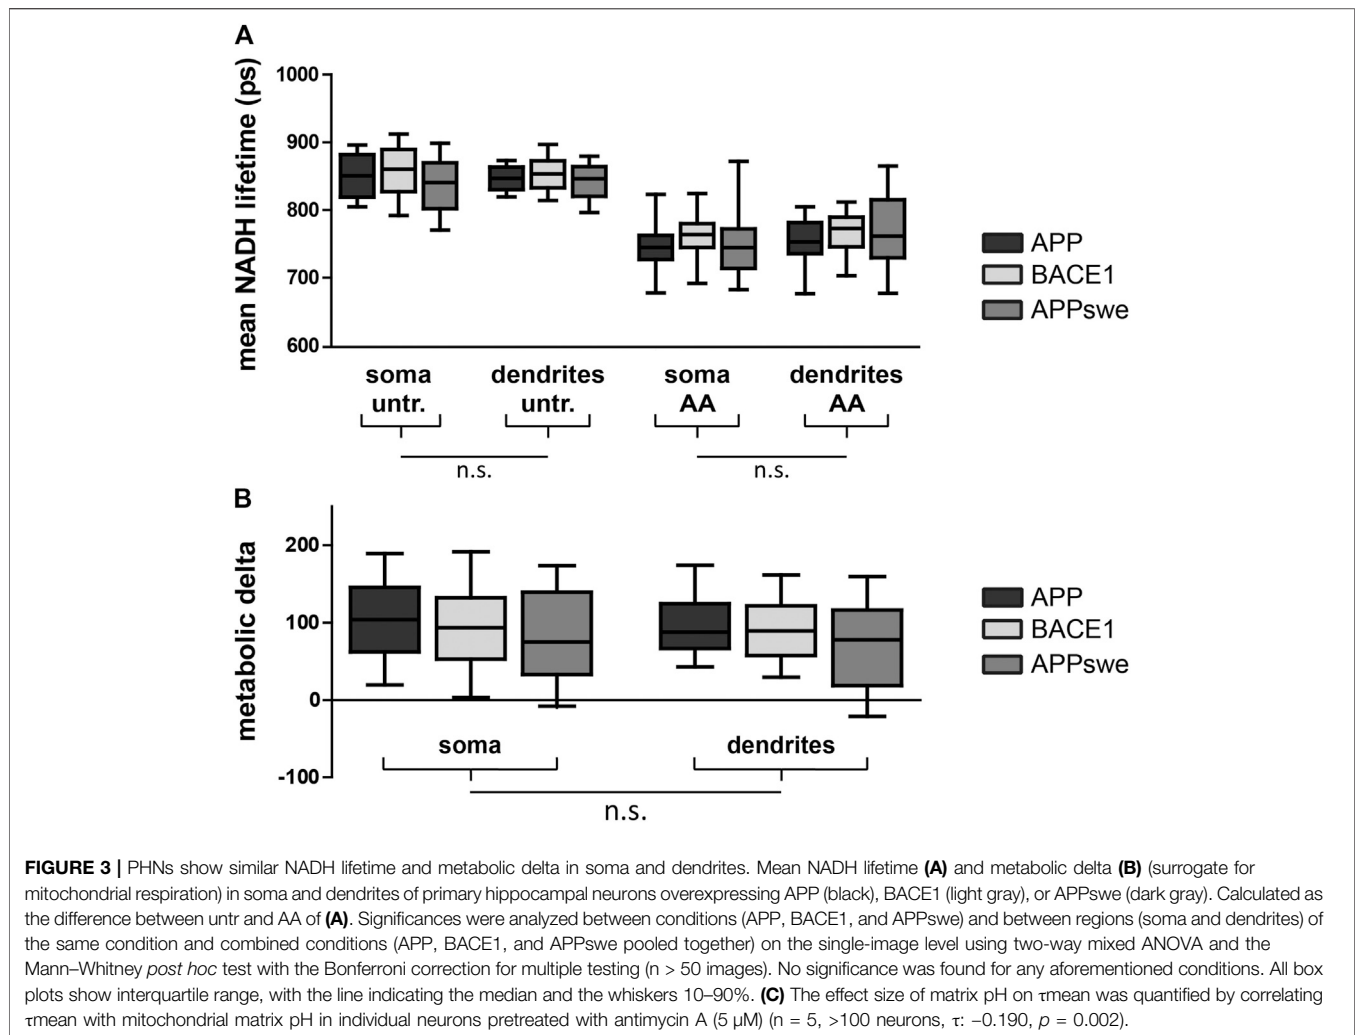 A
mean NADH lifetime (ps)
1000
900
800
700
600
soma untr.
dendrites untr.
soma AA
dendrites AA
n.s.
n.s.
APP
BACE1
APPswe
B
metabolic delta
200
100
0
-100
soma
dendrites
n.s.
APP
BACE1
APPswe
FIGURE 3 | PHNs show similar NADH lifetime and metabolic delta in soma and dendrites. Mean NADH lifetime (A) and metabolic delta (B) (surrogate for
mitochondrial respiration) in soma and dendrites of primary hippocampal neurons overexpressing APP (black), BACE1 (light gray), or APPswe (dark gray). Calculated as
the difference between untr and AA of (A). Significances were analyzed between conditions (APP, BACE1, and APPswe) and between regions (soma and dendrites) of
the same condition and combined conditions (APP, BACE1, and APPswe pooled together) on the single-image level using two-way mixed ANOVA and the
Mann–Whitney post hoc test with the Bonferroni correction for multiple testing (n > 50 images). No significance was found for any aforementioned conditions. All box
plots show interquartile range, with the line indicating the median and the whiskers 10–90%. (C) The effect size of matrix pH on τmean was quantified by correlating
τmean with mitochondrial matrix pH in individual neurons pretreated with antimycin A (5 μM) (n = 5, >100 neurons, τ: −0.190, p = 0.002).